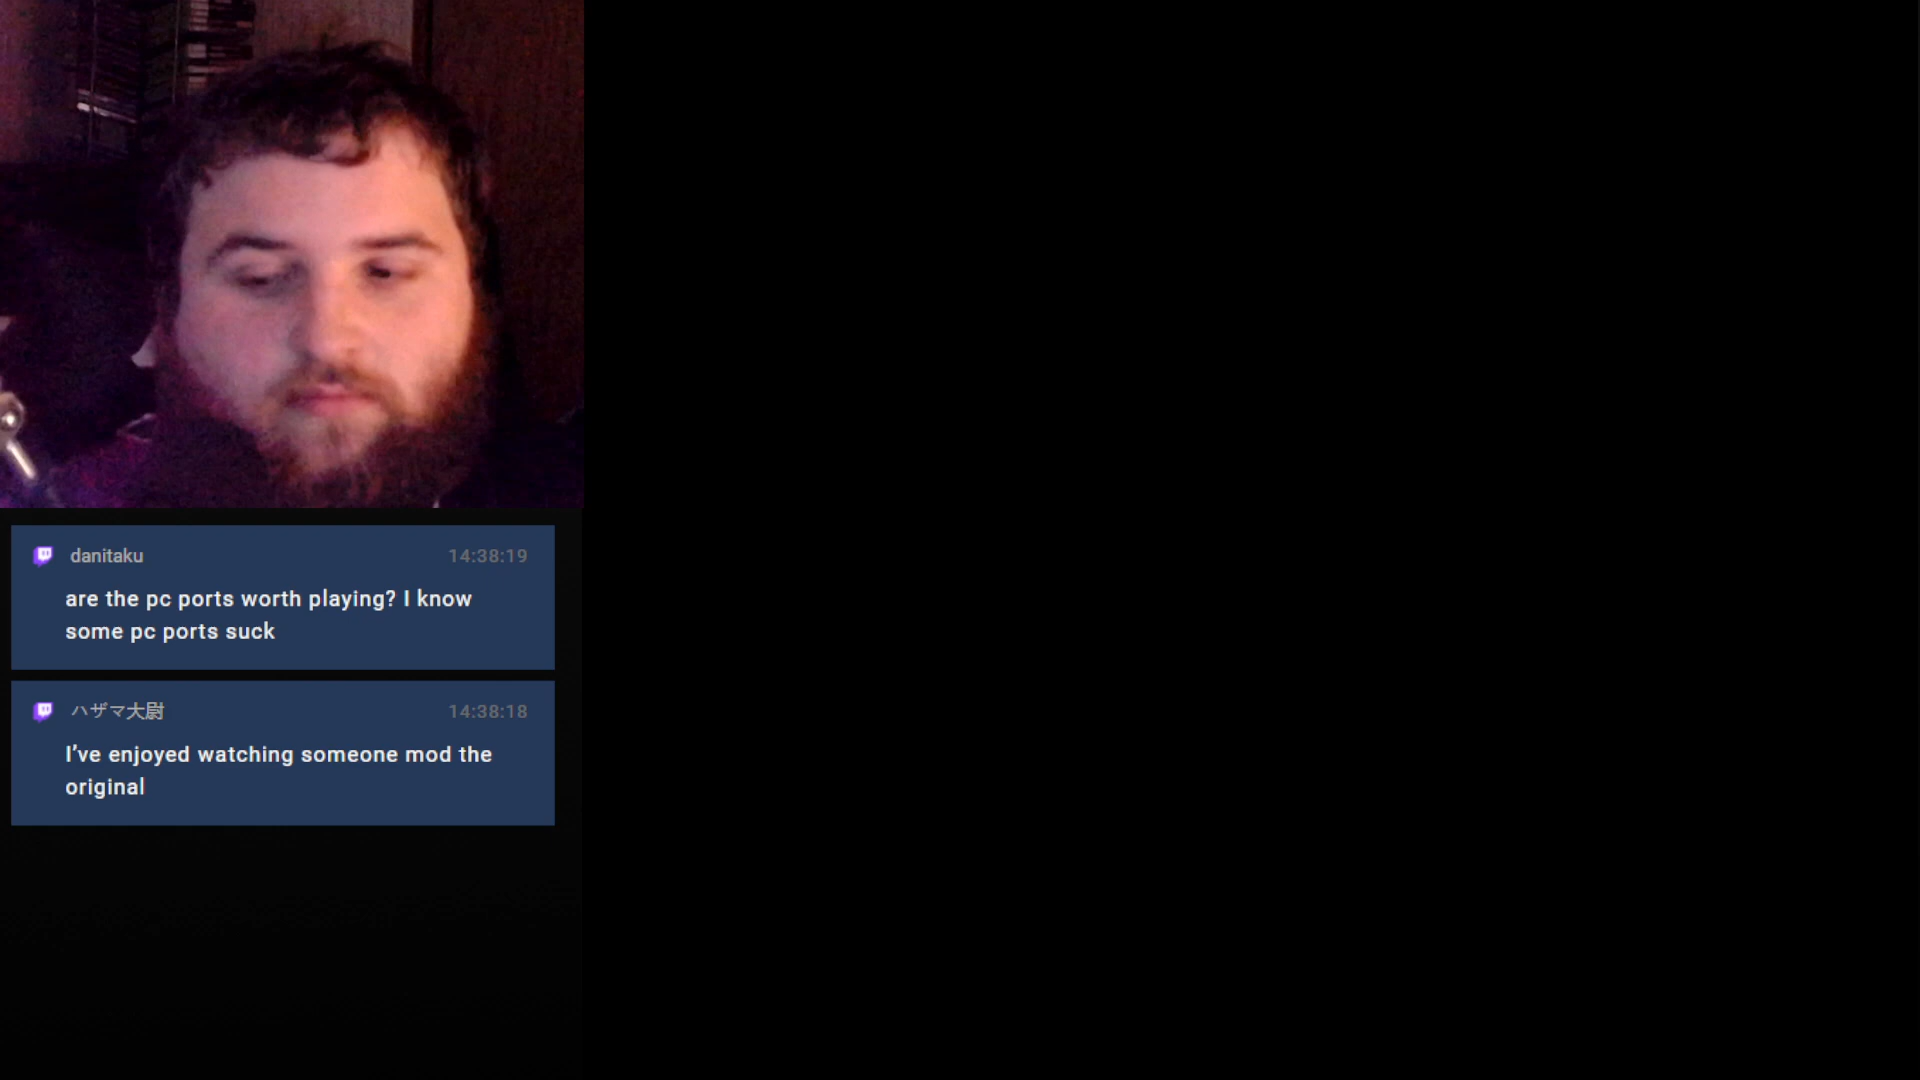 danitaku 14:38:19
are the pc ports worth playing? I know
some pc ports suck
ハザマ大尉 14:38:18
I've enjoyed watching someone mod the
original